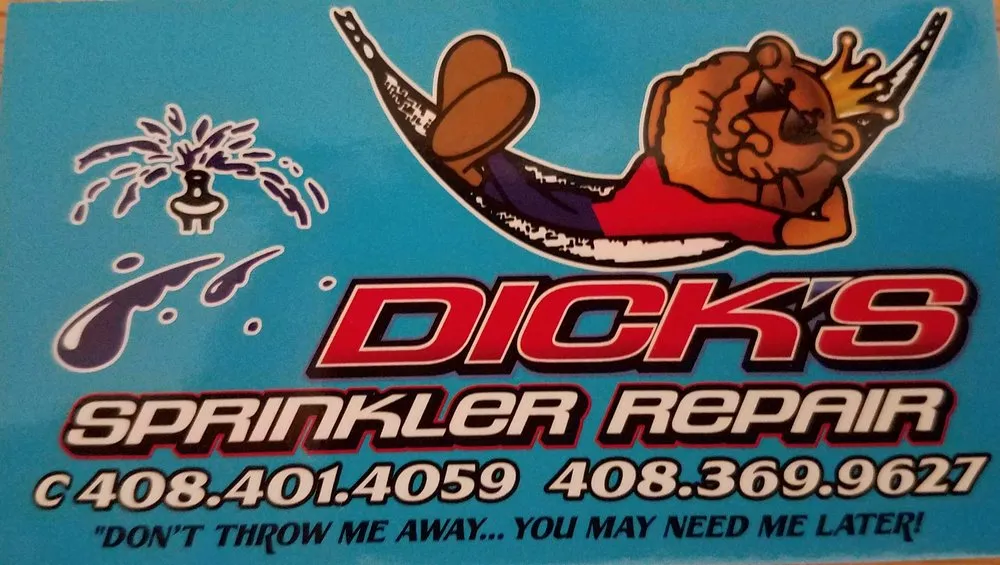 DICK'S
SPRINKLER REPAIR
C 408.401.4059 408.369.9627
"DON'T THROW ME AWAY... YOU MAY NEED ME LATER!